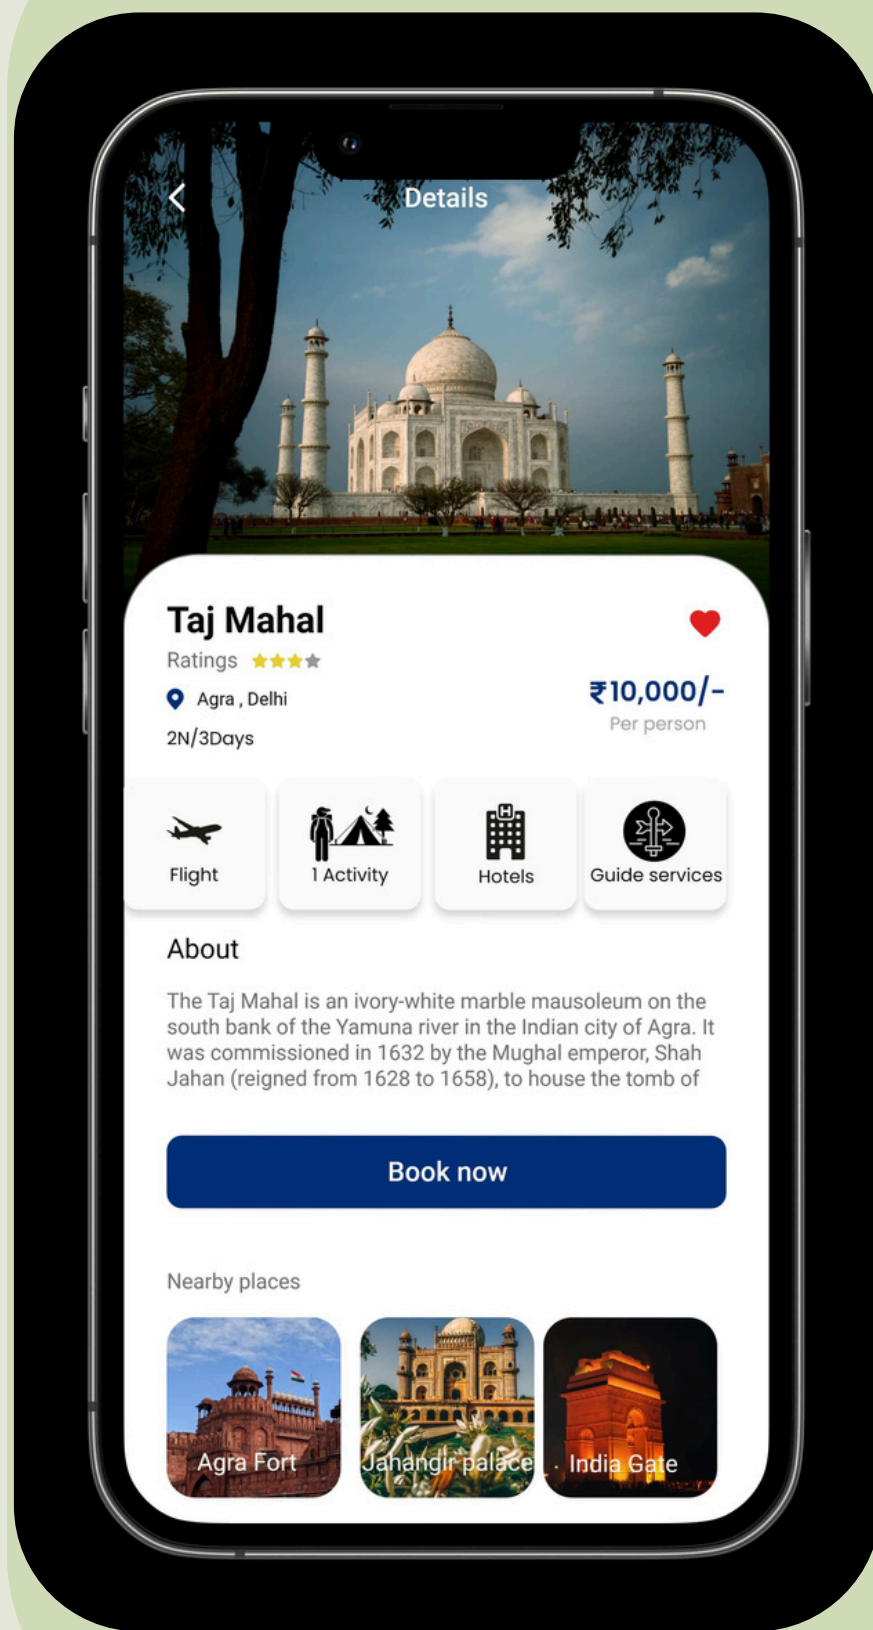 Details
Taj Mahal
Ratings
Agra , Delhi
2N/3Days
₹10,000/-
Per person
Flight
1 Activity
Hotels
Guide services
About
The Taj Mahal is an ivory-white marble mausoleum on the
south bank of the Yamuna river in the Indian city of Agra. It
was commissioned in 1632 by the Mughal emperor, Shah
Jahan (reigned from 1628 to 1658), to house the tomb of
Book now
Nearby places
Agra Fort
Jahangir palace
India Gate